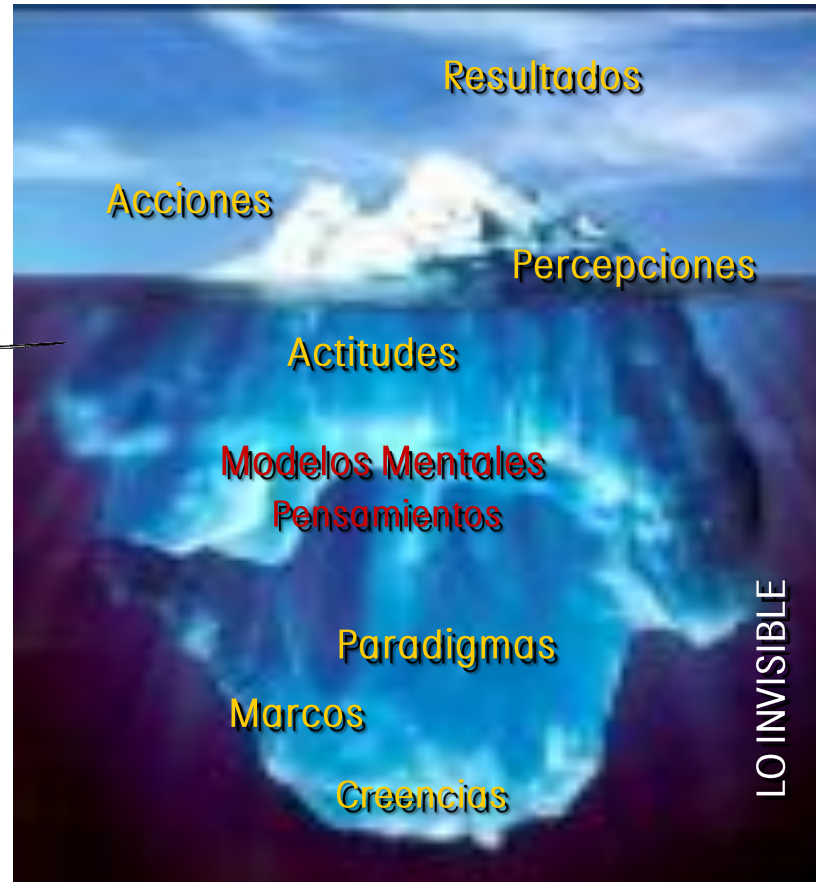 Resultados
Acciones
Percepciones
Actitudes
Modelos Mentales
Pensamientos
Paradigmas
Marcos
Creencias
LO INVISIBLE